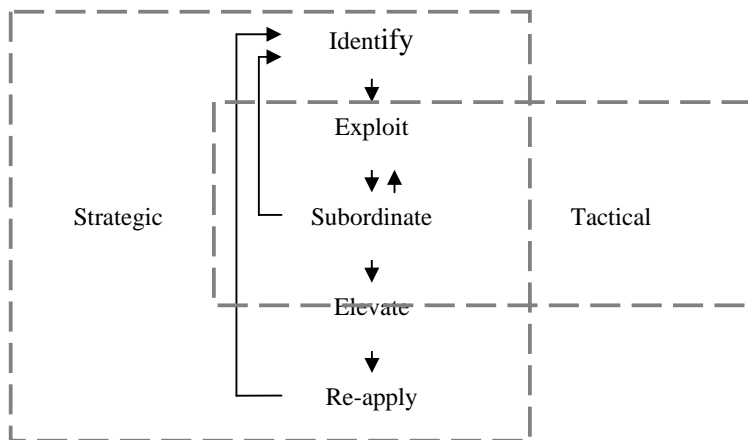 Identify
Exploit
Strategic Subordinate Tactical
Elevate
Re-apply